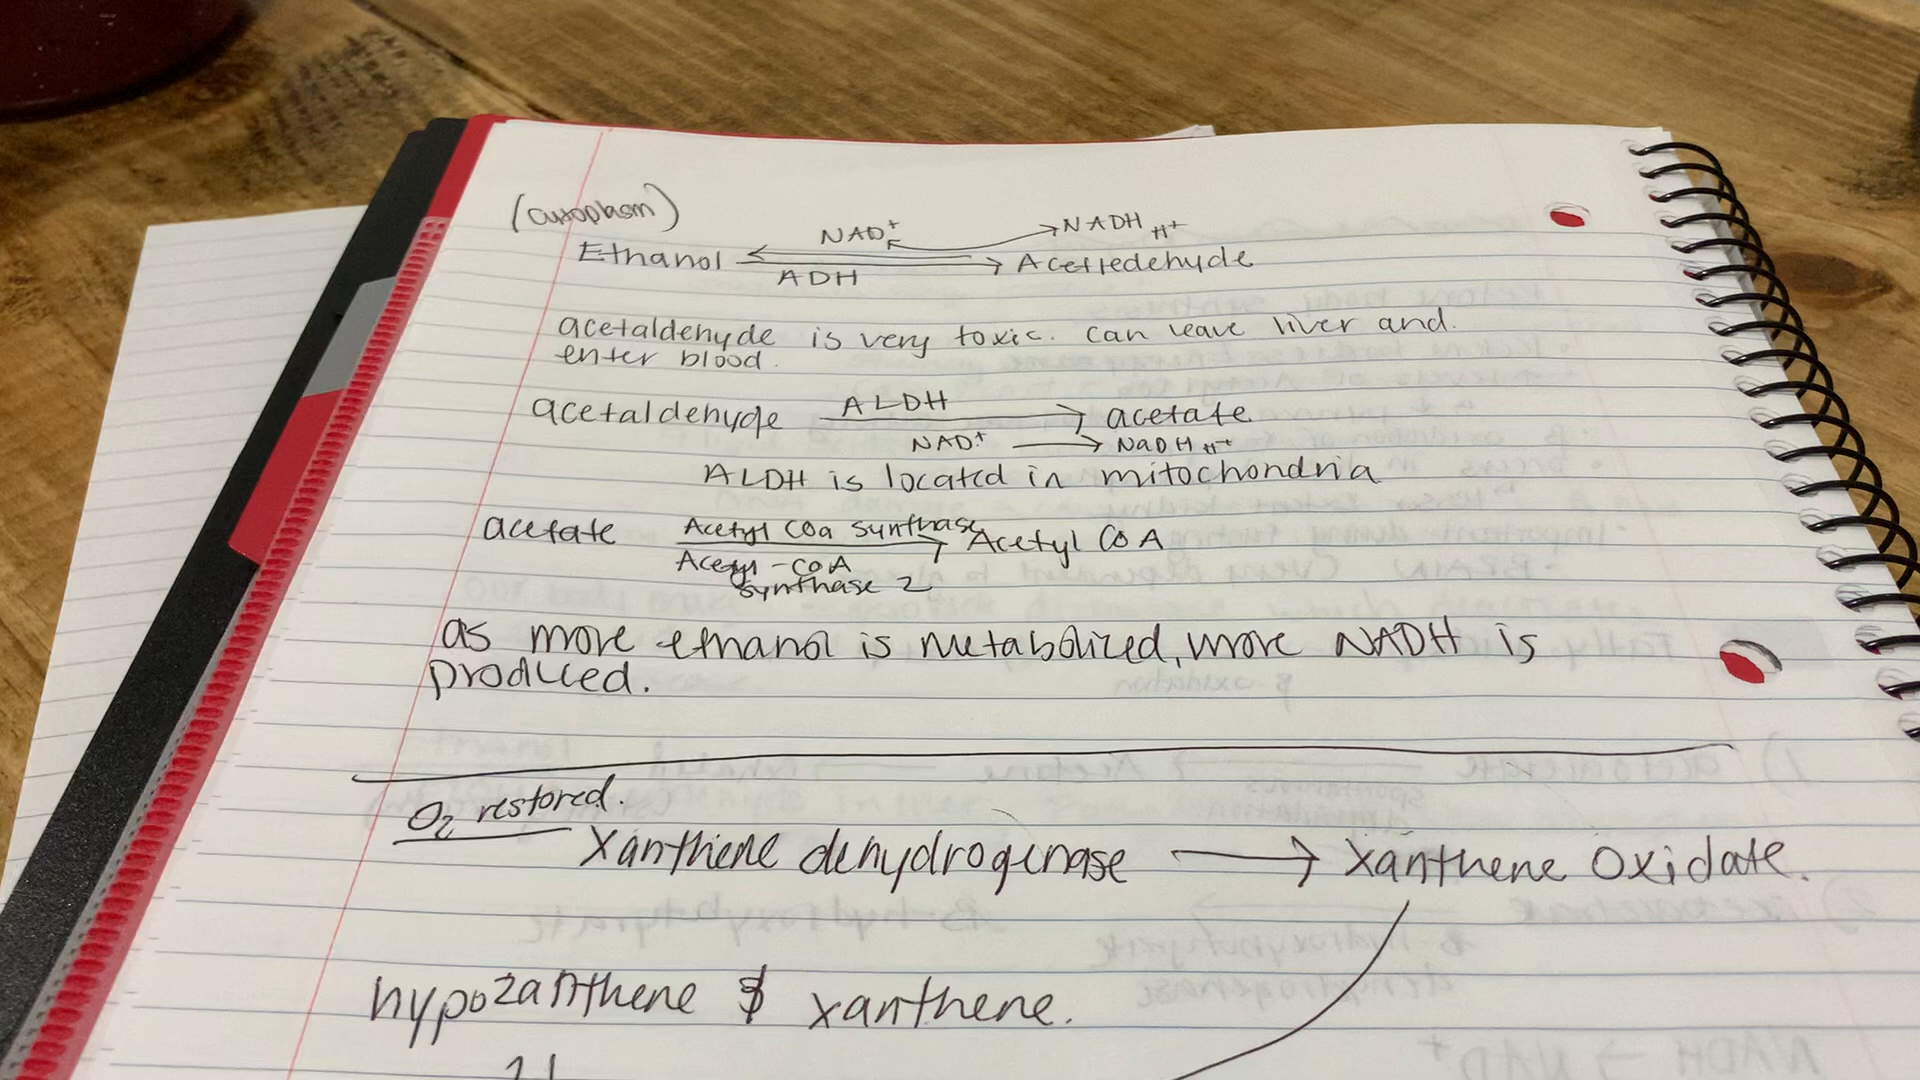 (cytoplasm)
NAD+ NADH H+
Ethanol Acetledehyde
ADH
acetaldehyde is very toxic. can leave liver and
enter blood.
acetaldehyde ALDH acetate
NAD+ → NaDH H+
ALDH is located in mitochondria
acetate Acetyl Coa synthase Acetyl CoA
Acetyl-CoA
synthase 2
as more ethanol is metabolized, more NADH is
produced.
O2 restored.
Xanthene dehydrogenase → Xanthene Oxidate.
hypozanthene & xanthene.